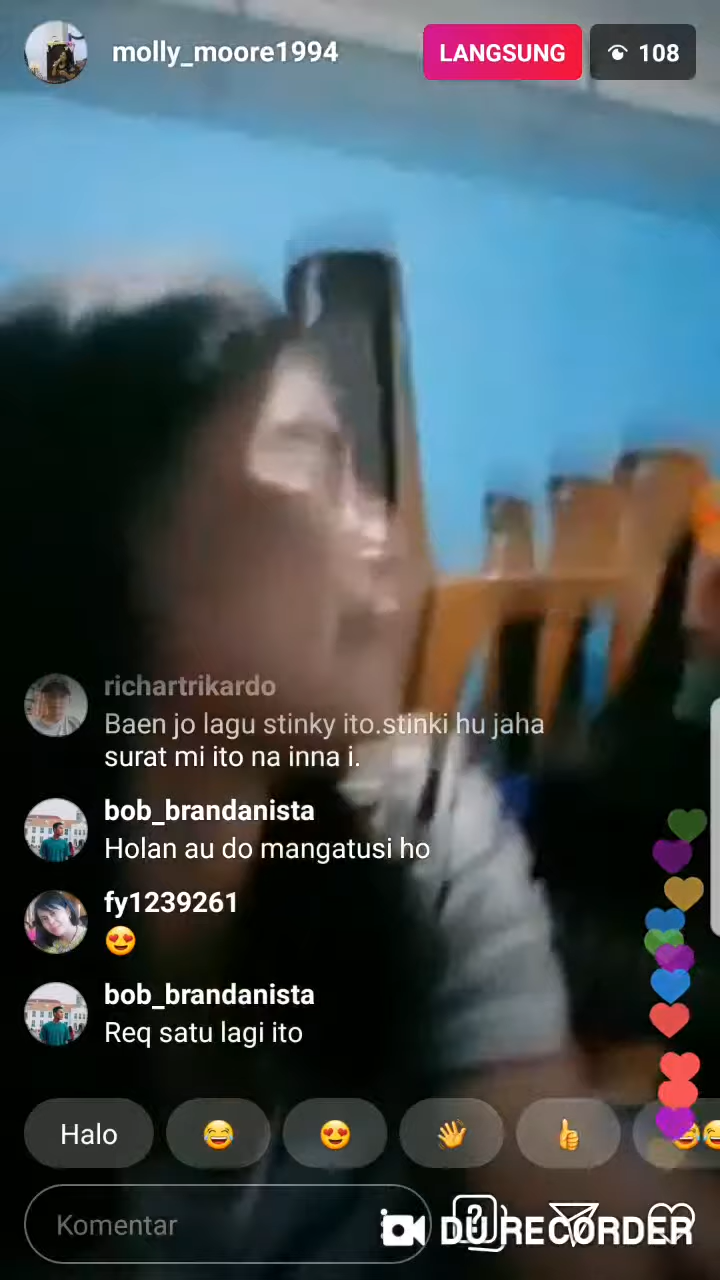 molly_moore1994
LANGSUNG
108
richartrikardo
Baen jo lagu stinky ito.stinki hu jaha
surat mi ito na inna i.
bob_brandanista
Holan au do mangatusi ho
fy1239261
😍
bob_brandanista
Req satu lagi ito
Halo 😂 😍 👋 👍
Komentar
DU RECORDER